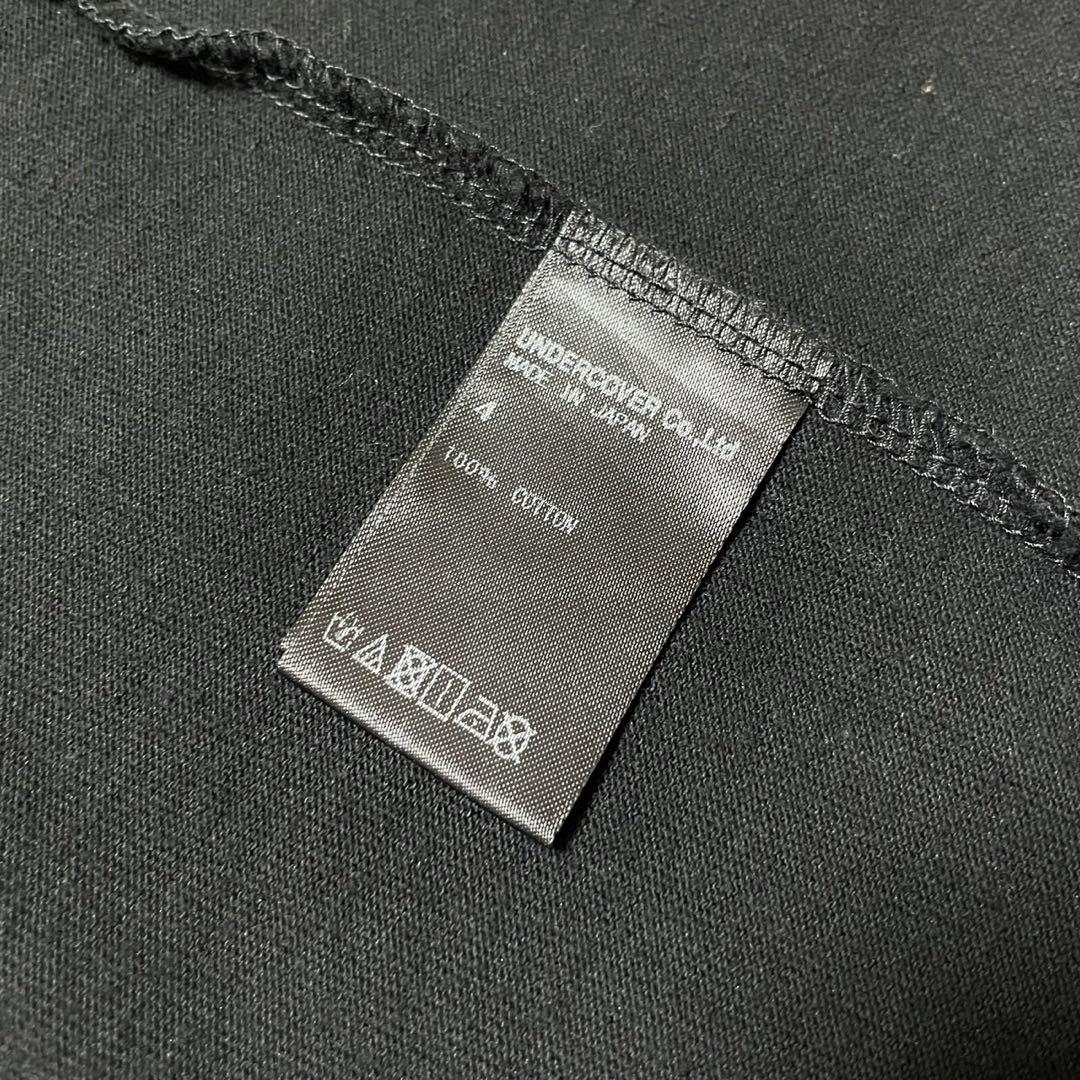 UNDERCOVER Co.,Ltd
MADE IN JAPAN
4
100% COTTON